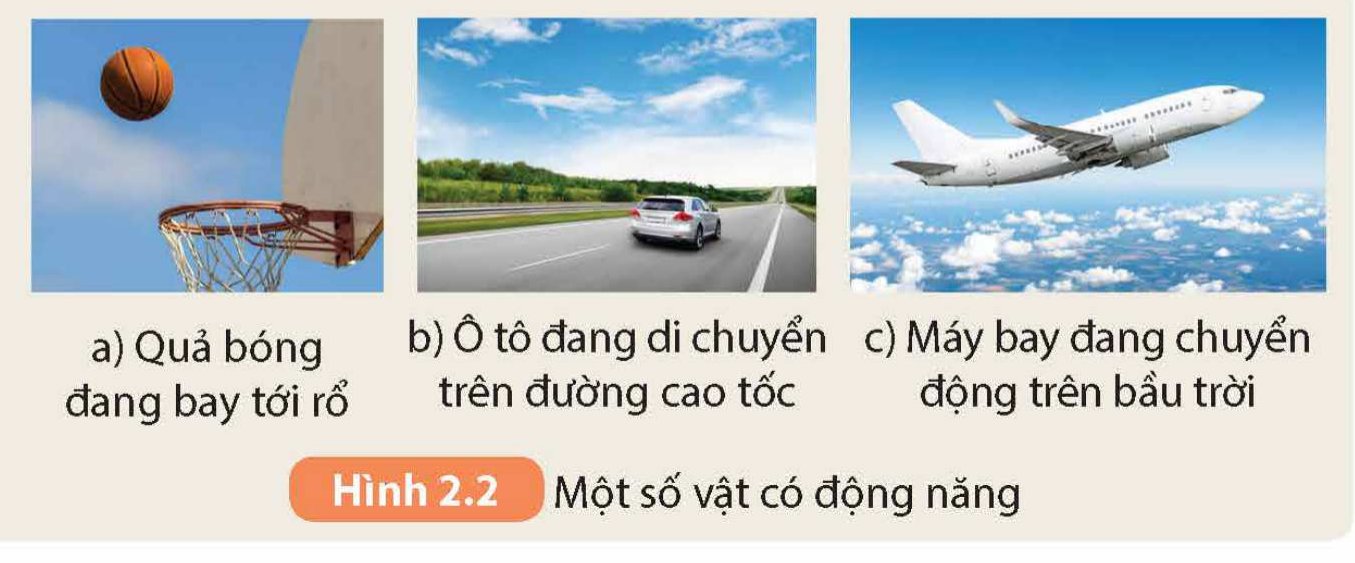 a) Quả bóng
đang bay tới rổ
b) Ô tô đang di chuyển
trên đường cao tốc
c) Máy bay đang chuyển
động trên bầu trời
Hình 2.2 Một số vật có động năng